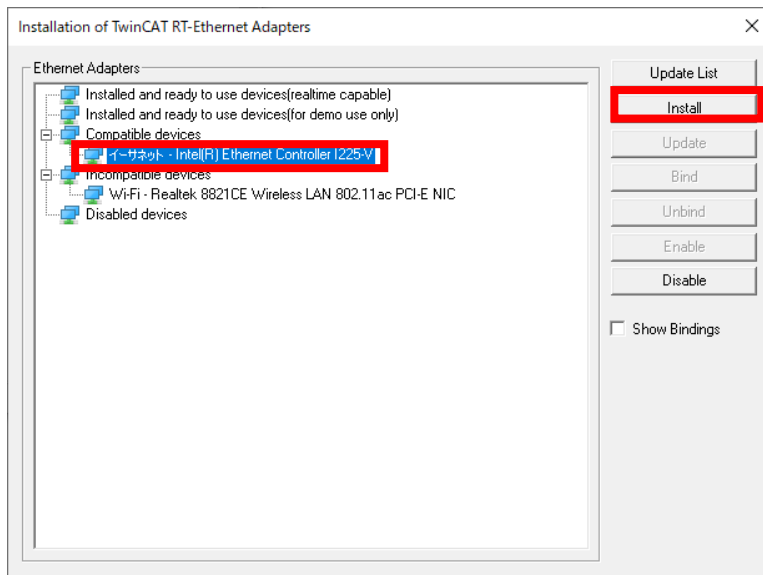 Installation of TwinCAT RT-Ethernet Adapters
Ethernet Adapters
Installed and ready to use devices(realtime capable)
Installed and ready to use devices(for demo use only)
Compatible devices
イーサネット - Intel(R) Ethernet Controller I225-V
Incompatible devices
Wi-Fi - Realtek 8821CE Wireless LAN 802.11ac PCI-E NIC
Disabled devices
Update List
Install
Update
Bind
Unbind
Enable
Disable
Show Bindings